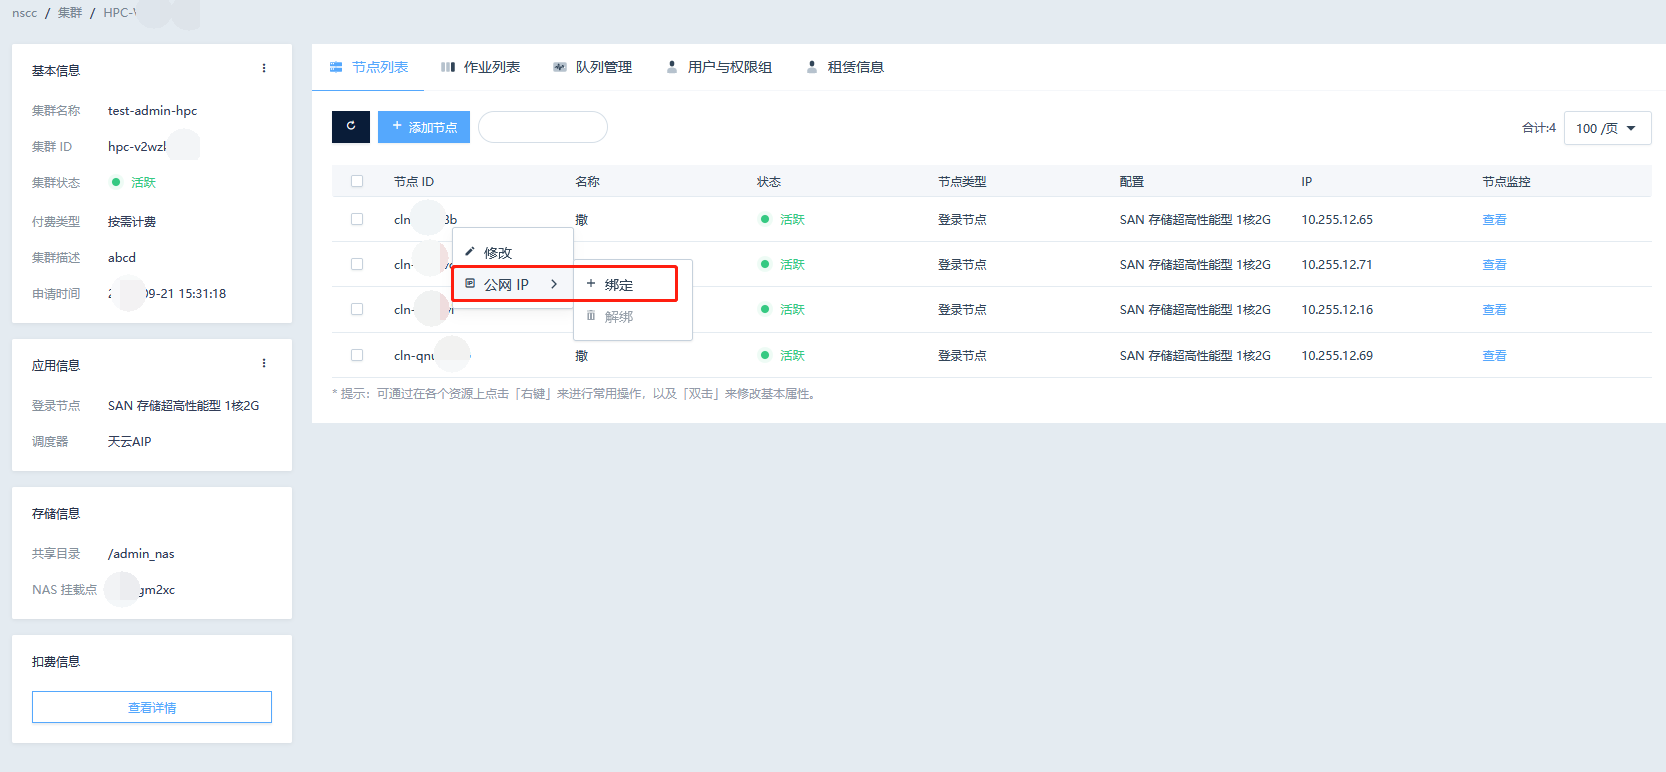 nscc / 集群 / HPC-
基本信息
集群名称 test-admin-hpc
集群 ID hpc-v2wzl
集群状态 活跃
付费类型 按需计费
集群描述 abcd
申请时间 09-21 15:31:18
应用信息
登录节点 SAN 存储超高性能型 1核2G
调度器 天云AIP
存储信息
共享目录 /admin_nas
NAS 挂载点 gm2xc
扣费信息
查看详情
节点列表 作业列表 队列管理 用户与权限组 租赁信息
添加节点 合计:4 100 /页
节点 ID 名称 状态 节点类型 配置 IP 节点监控
cln b 撒 活跃 登录节点 SAN 存储超高性能型 1核2G 10.255.12.65 查看
cln- 活跃 登录节点 SAN 存储超高性能型 1核2G 10.255.12.71 查看
cln- 活跃 登录节点 SAN 存储超高性能型 1核2G 10.255.12.16 查看
cln-qnu 撒 活跃 登录节点 SAN 存储超高性能型 1核2G 10.255.12.69 查看
修改
公网 IP
绑定
解绑
* 提示：可通过在各个资源上点击「右键」来进行常用操作，以及「双击」来修改基本属性。